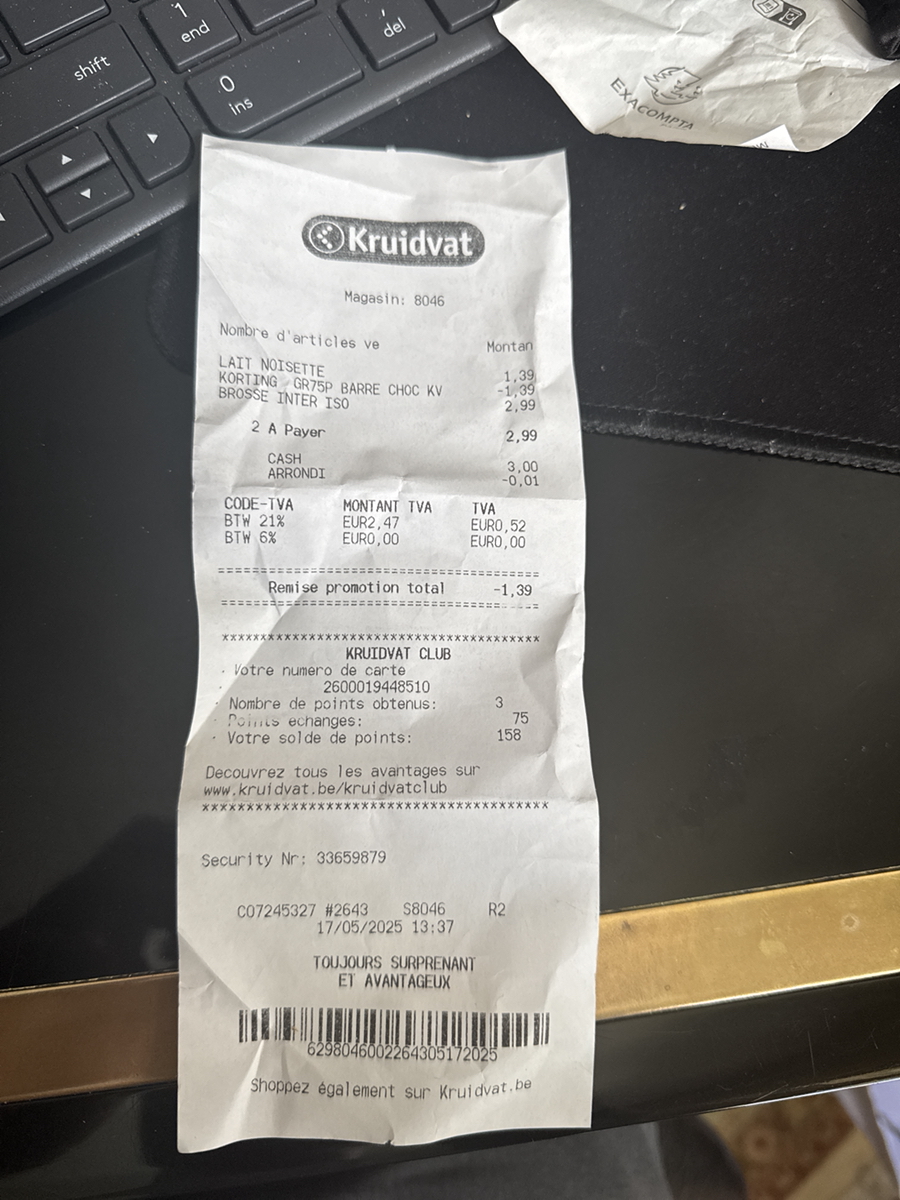 1
end
del
shift
0
ins
EXACOMPTA
Kruidvat
Magasin: 8046
Nombre d'articles ve Montan
LAIT NOISETTE 1,39
KORTING GR75P BARRE CHOC KV -1,39
BROSSE INTER ISO 2,99
2 A Payer 2,99
CASH 3,00
ARRONDI -0,01
CODE-TVA MONTANT TVA TVA
BTW 21% EUR2,47 EUR0,52
BTW 6% EUR0,00 EUR0,00
==========================================
Remise promotion total -1,39
==========================================
****************************************
KRUIDVAT CLUB
· Votre numero de carte
· 2600019448510
· Nombre de points obtenus: 3
· Points echanges: 75
· Votre solde de points: 158
Decouvrez tous les avantages sur
www.kruidvat.be/kruidvatclub
****************************************
Security Nr: 33659879
C07245327 #2643 S8046 R2
17/05/2025 13:37
TOUJOURS SURPRENANT
ET AVANTAGEUX
6298046002264305172025
Shoppez également sur Kruidvat.be